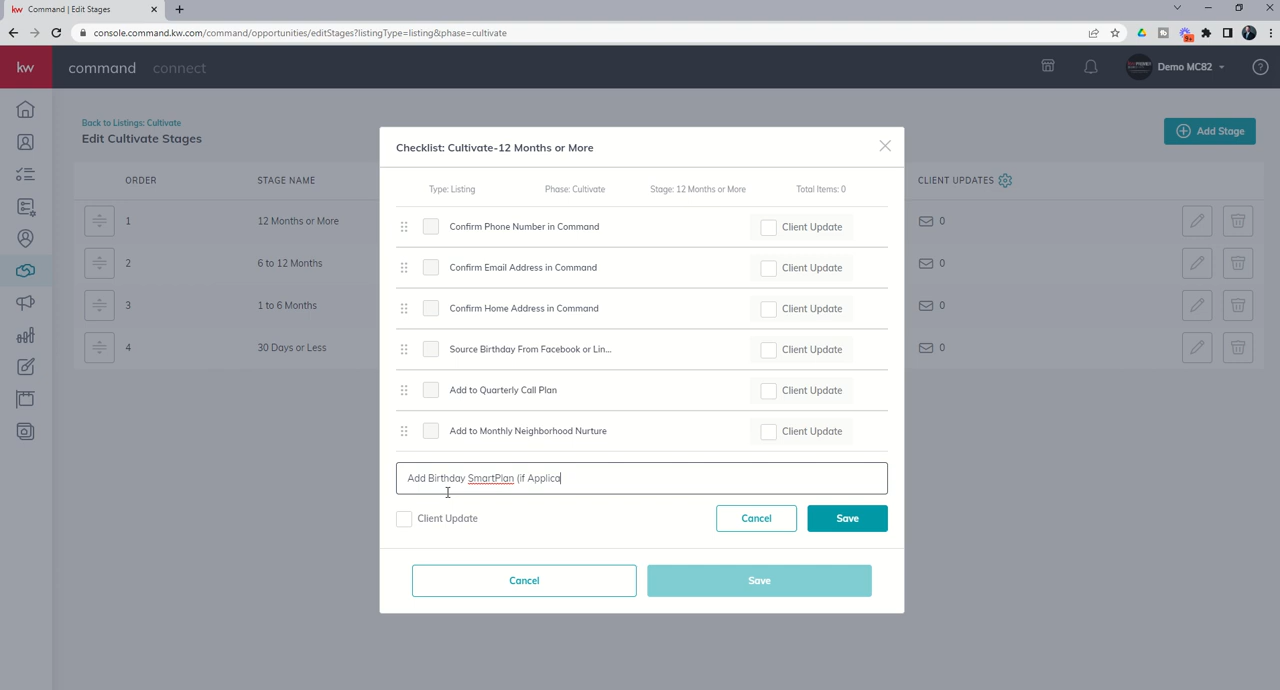 kw Command | Edit Stages
console.command.kw.com/command/opportunities/editStages?listingType=listing&phase=cultivate
9+
kw command connect
Demo MC82
Back to Listings: Cultivate
Edit Cultivate Stages
Add Stage
ORDER STAGE NAME CLIENT UPDATES
1 12 Months or More 0
2 6 to 12 Months 0
3 1 to 6 Months 0
4 30 Days or Less 0
Checklist: Cultivate-12 Months or More
Type: Listing Phase: Cultivate Stage: 12 Months or More Total Items: 0
Confirm Phone Number in Command Client Update
Confirm Email Address in Command Client Update
Confirm Home Address in Command Client Update
Source Birthday From Facebook or Lin... Client Update
Add to Quarterly Call Plan Client Update
Add to Monthly Neighborhood Nurture Client Update
Add Birthday SmartPlan (if Applica
Client Update Cancel Save
Cancel Save